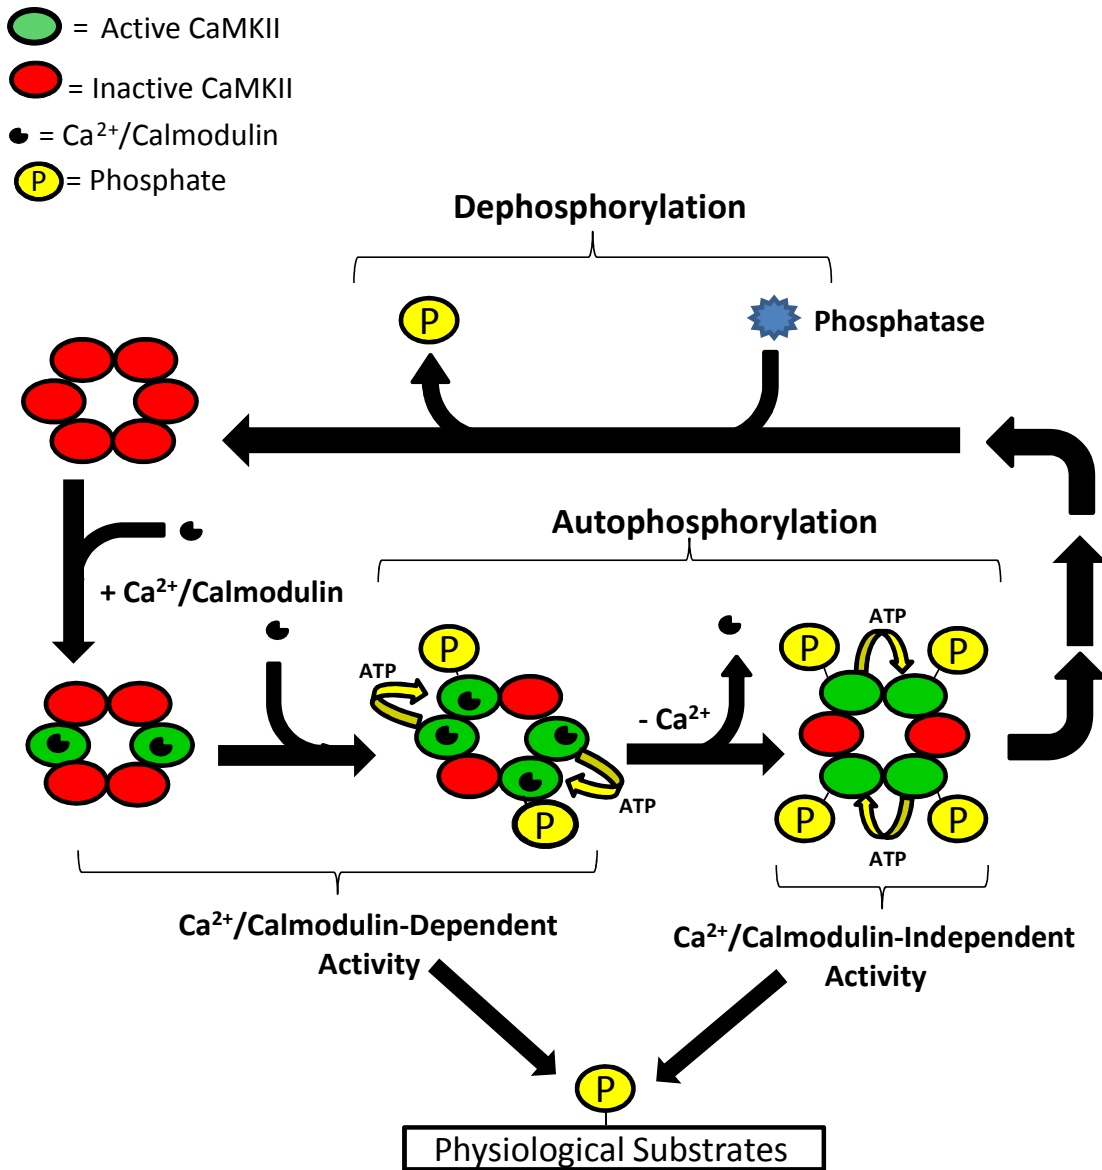 = Active CaMKII
= Inactive CaMKII
= Ca²⁺/Calmodulin
P = Phosphate
Dephosphorylation
P
Phosphatase
Autophosphorylation
+ Ca²⁺/Calmodulin
P
ATP
ATP
P
- Ca²⁺
ATP
P
P
P
P
ATP
Ca²⁺/Calmodulin-Dependent
Activity
Ca²⁺/Calmodulin-Independent
Activity
P
Physiological Substrates